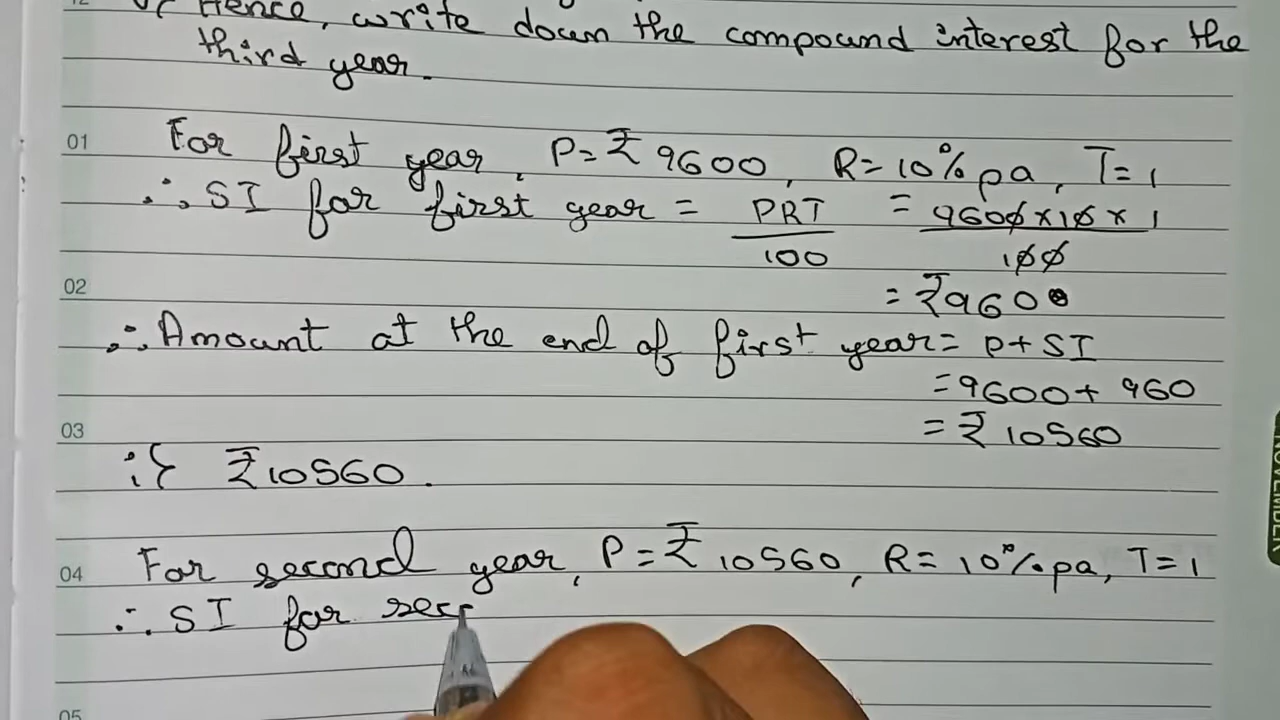 Hence, write down the compound interest for the
third year.
01
For first year, P=₹ 9600, R=10% pa, T=1
∴ SI for first year = PRT/100 = 9600×10×1/100
02
= ₹960
∴ Amount at the end of first year = P+SI
= 9600+ 960
03
= ₹ 10560
i} ₹10560.
04
For second year, P=₹ 10560, R= 10% pa, T=1
∴ SI for sec
05
NOVEMBER